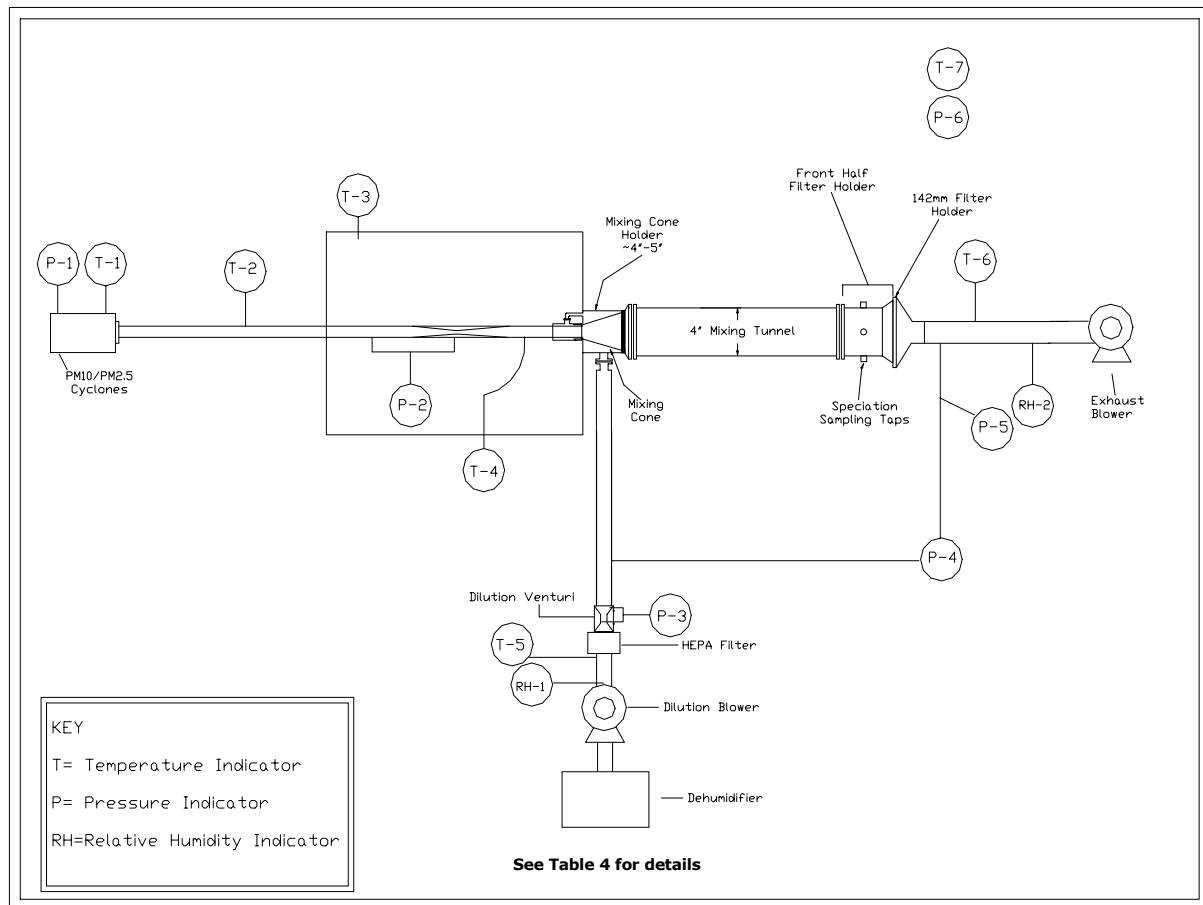 T-7
P-6
Front Half
Filter Holder
142mm Filter
Holder
T-3
Mixing Cone
Holder
~4"-5"
P-1
T-1
T-2
T-6
4" Mixing Tunnel
PM10/PM2.5
Cyclones
P-2
Mixing
Cone
Speciation
Sampling Taps
P-5
RH-2
Exhaust
Blower
T-4
P-4
Dilution Venturi
P-3
T-5
HEPA Filter
RH-1
Dilution Blower
Dehumidifier
KEY
T= Temperature Indicator
P= Pressure Indicator
RH=Relative Humidity Indicator
See Table 4 for details